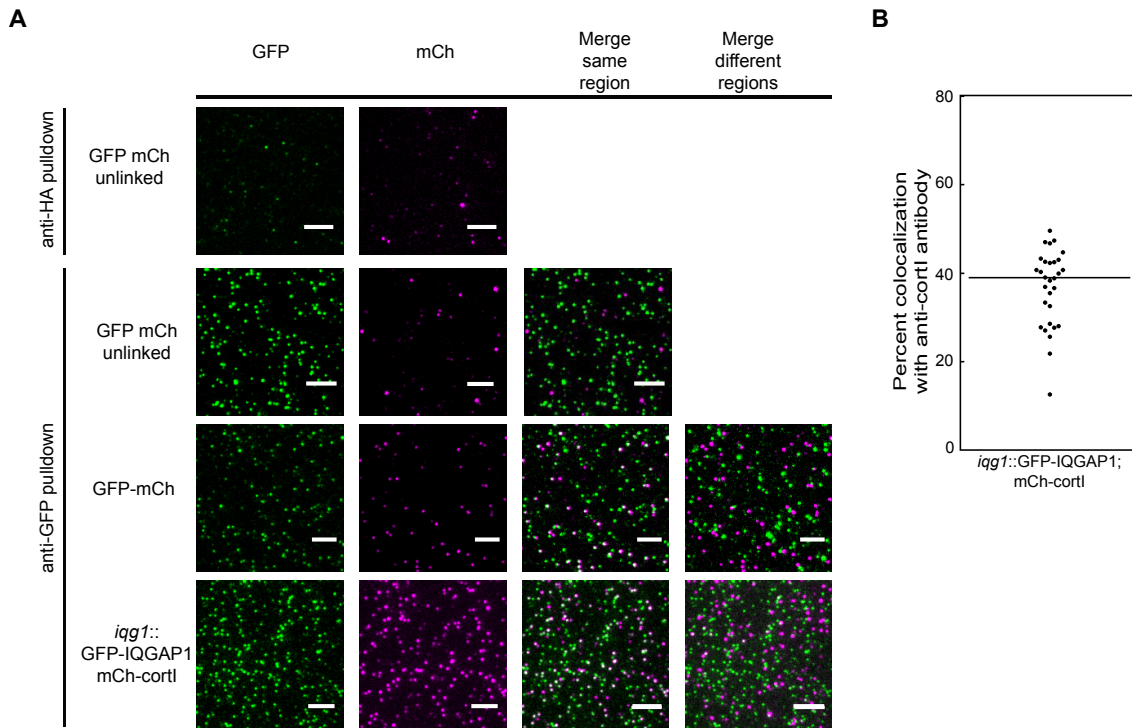 A
B
GFP
mCh
Merge
same
region
Merge
different
regions
anti-HA pulldown
GFP mCh
unlinked
anti-GFP pulldown
GFP mCh
unlinked
GFP-mCh
iqg1::
GFP-IQGAP1
mCh-cortI
Percent colocalization
with anti-cortI antibody
80
60
40
20
0
iqg1::GFP-IQGAP1;
mCh-cortI